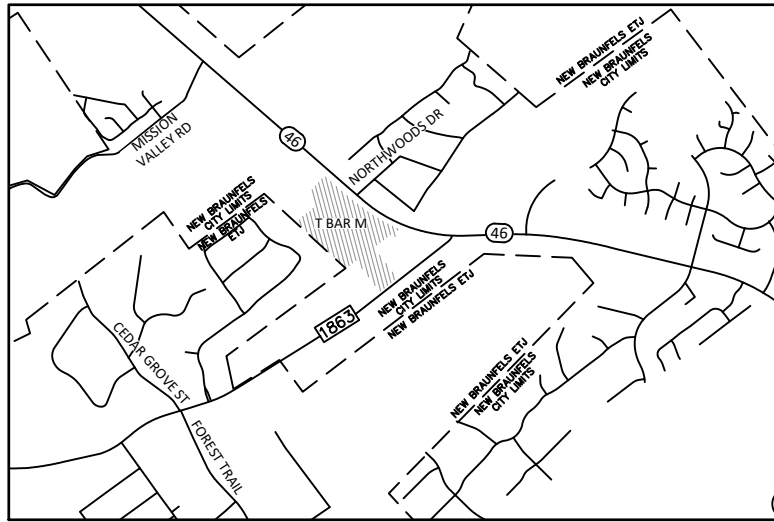 NEW BRAUNFELS ETJ
NEW BRAUNFELS
CITY LIMITS
MISSION
VALLEY RD
46
NORTHWOODS DR
NEW BRAUNFELS
CITY LIMITS
NEW BRAUNFELS
ETJ
T BAR M
46
NEW BRAUNFELS
CITY LIMITS
NEW BRAUNFELS ETJ
1863
CEDAR GROVE ST
FOREST TRAIL
NEW BRAUNFELS ETJ
NEW BRAUNFELS
CITY LIMITS